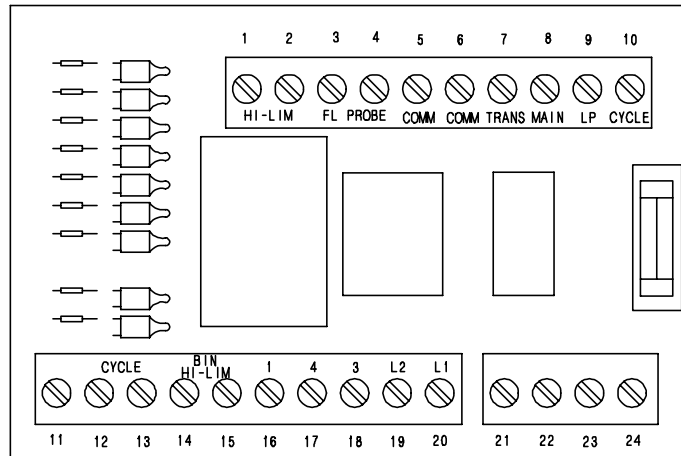 1 2 3 4 5 6 7 8 9 10
HI-LIM FL PROBE COMM COMM TRANS MAIN LP CYCLE
CYCLE BIN HI-LIM 1 4 3 L2 L1
11 12 13 14 15 16 17 18 19 20 21 22 23 24